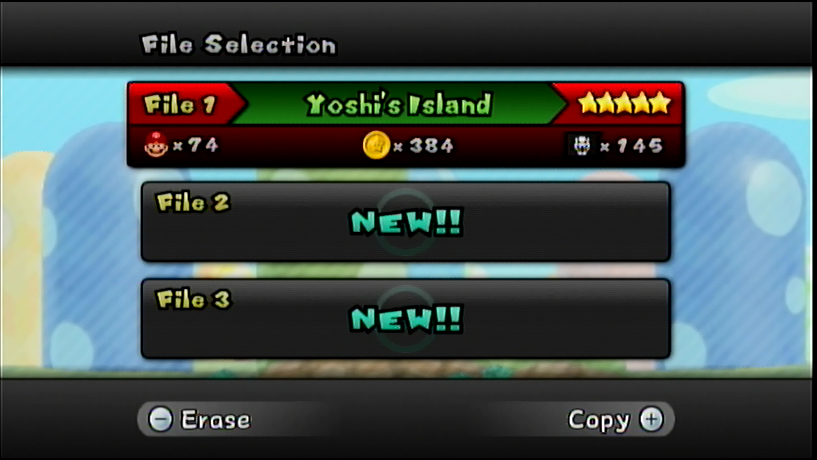 File Selection
File 1 Yoshi's Island
×74 ×384 ×145
File 2
NEW!!
File 3
NEW!!
− Erase Copy +